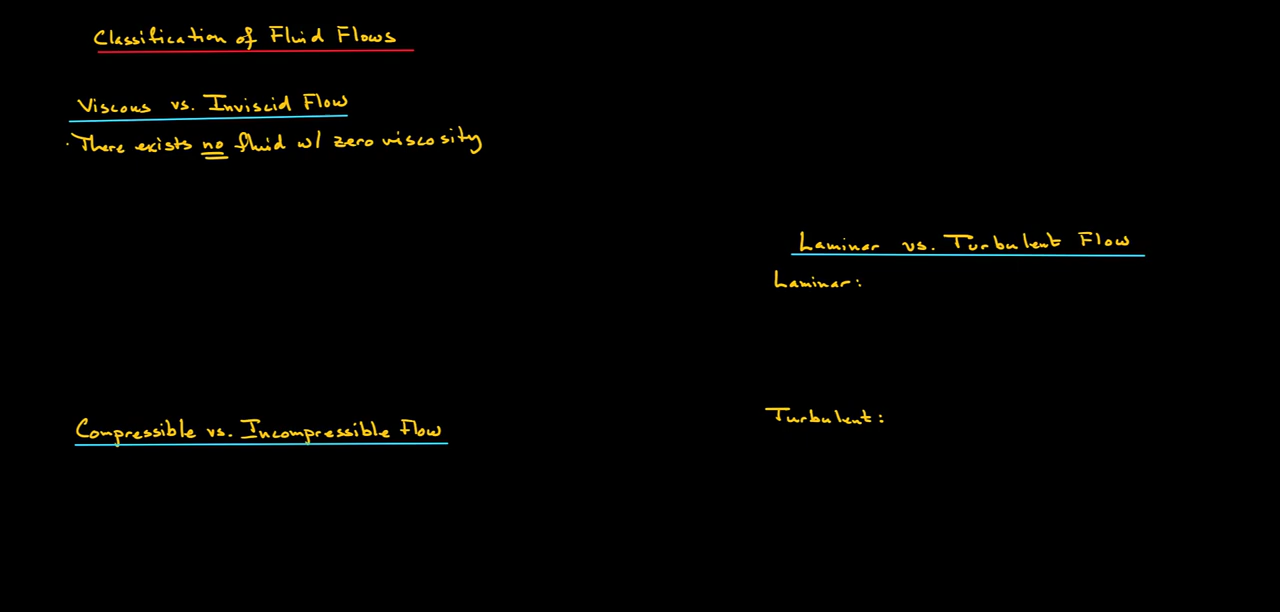 Classification of Fluid Flows
Viscous vs. Inviscid Flow
· There exists no fluid w/ zero viscosity
Compressible vs. Incompressible Flow
Laminar vs. Turbulent Flow
Laminar:
Turbulent: